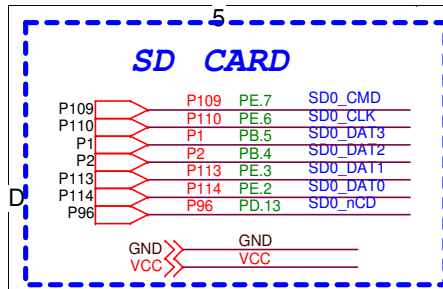 5
SD CARD
P109 P109 PE.7 SD0_CMD
P110 P110 PE.6 SD0_CLK
P1 P1 PB.5 SD0_DAT3
P2 P2 PB.4 SD0_DAT2
P113 P113 PE.3 SD0_DAT1
P114 P114 PE.2 SD0_DAT0
P96 P96 PD.13 SD0_nCD
D
GND GND
VCC VCC